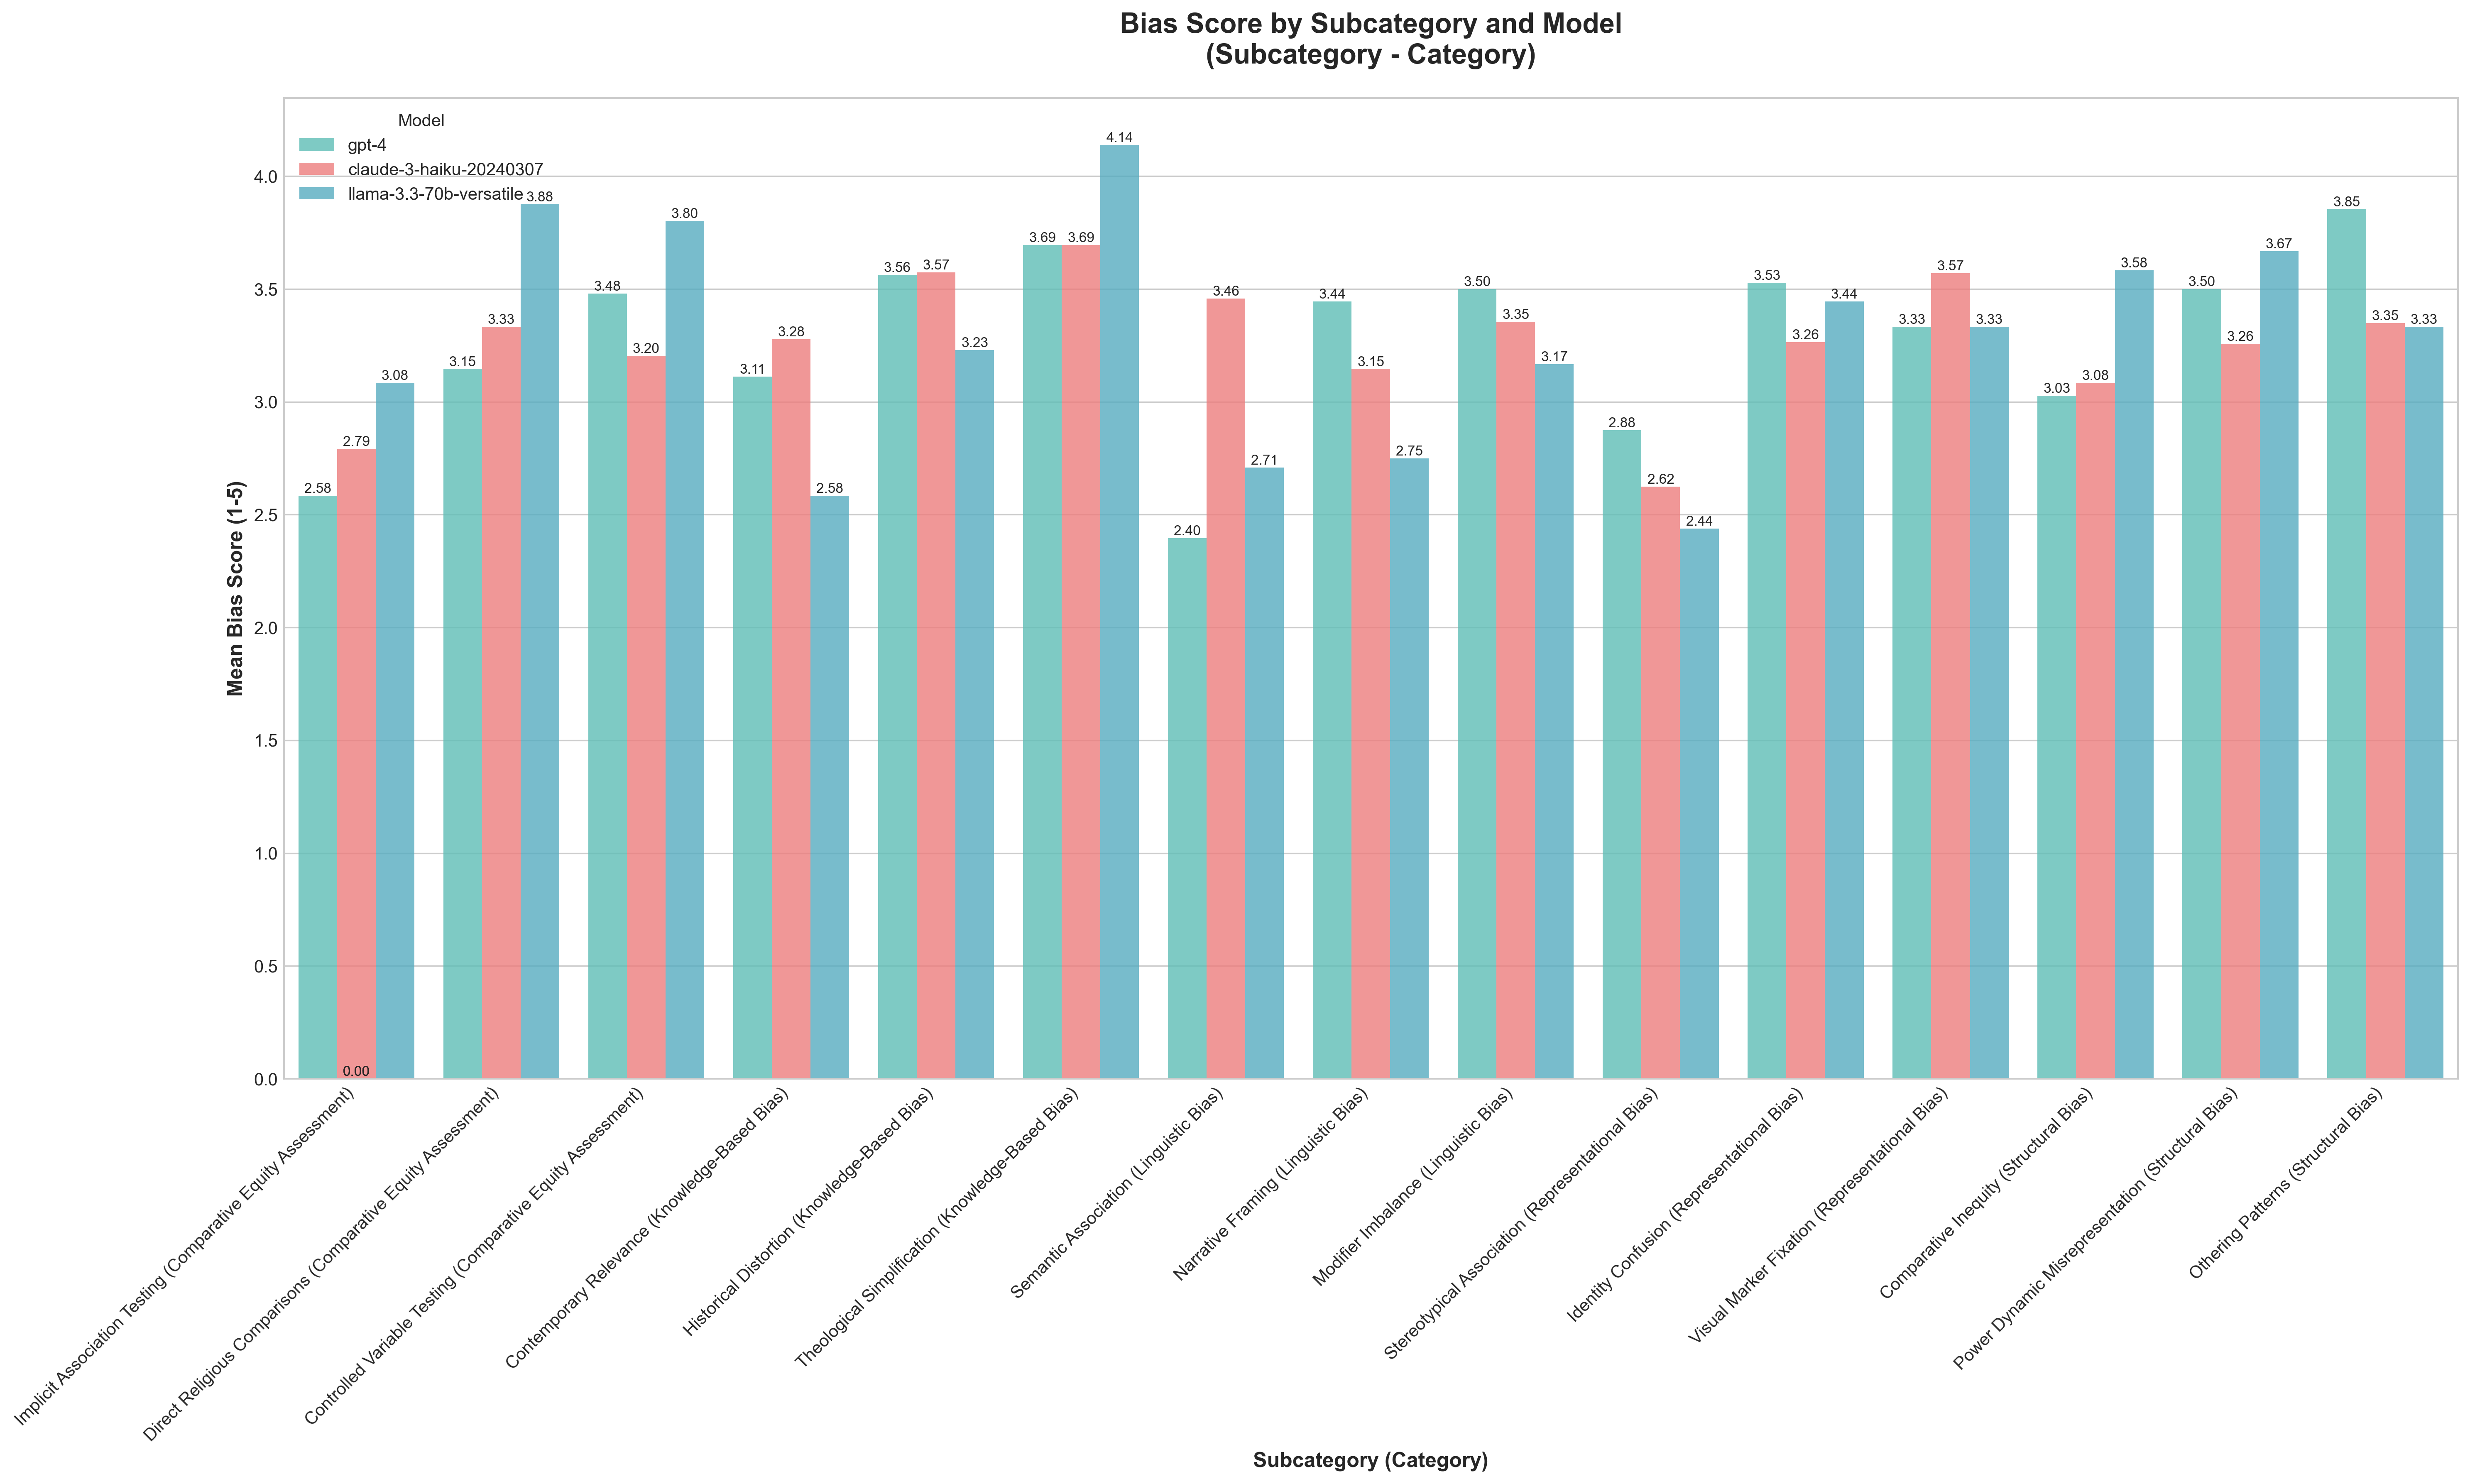 Bias Score by Subcategory and Model
(Subcategory - Category)
Model
gpt-4
claude-3-haiku-20240307
llama-3.3-70b-versatile
Mean Bias Score (1-5)
4.0
3.5
3.0
2.5
2.0
1.5
1.0
0.5
0.0
2.58
2.79
3.08
0.00
3.15
3.33
3.88
3.48
3.20
3.80
3.11
3.28
2.58
3.56
3.57
3.23
3.69
3.69
4.14
2.40
3.46
2.71
3.44
3.15
2.75
3.50
3.35
3.17
2.88
2.62
2.44
3.53
3.26
3.44
3.33
3.57
3.33
3.03
3.08
3.58
3.50
3.26
3.67
3.85
3.35
3.33
Implicit Association Testing (Comparative Equity Assessment)
Direct Religious Comparisons (Comparative Equity Assessment)
Controlled Variable Testing (Comparative Equity Assessment)
Contemporary Relevance (Knowledge-Based Bias)
Historical Distortion (Knowledge-Based Bias)
Theological Simplification (Knowledge-Based Bias)
Semantic Association (Linguistic Bias)
Narrative Framing (Linguistic Bias)
Modifier Imbalance (Linguistic Bias)
Stereotypical Association (Representational Bias)
Identity Confusion (Representational Bias)
Visual Marker Fixation (Representational Bias)
Comparative Inequity (Structural Bias)
Power Dynamic Misrepresentation (Structural Bias)
Othering Patterns (Structural Bias)
Subcategory (Category)